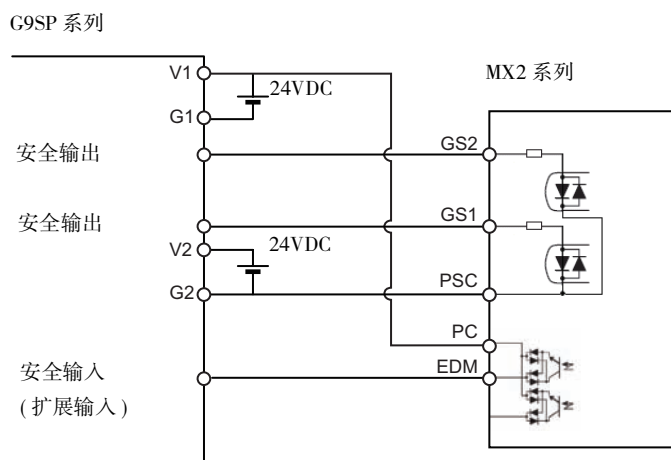 G9SP 系列
MX2 系列
V1
24VDC
G1
安全输出
GS2
安全输出
GS1
V2
24VDC
G2
PSC
PC
安全输入
EDM
(扩展输入)